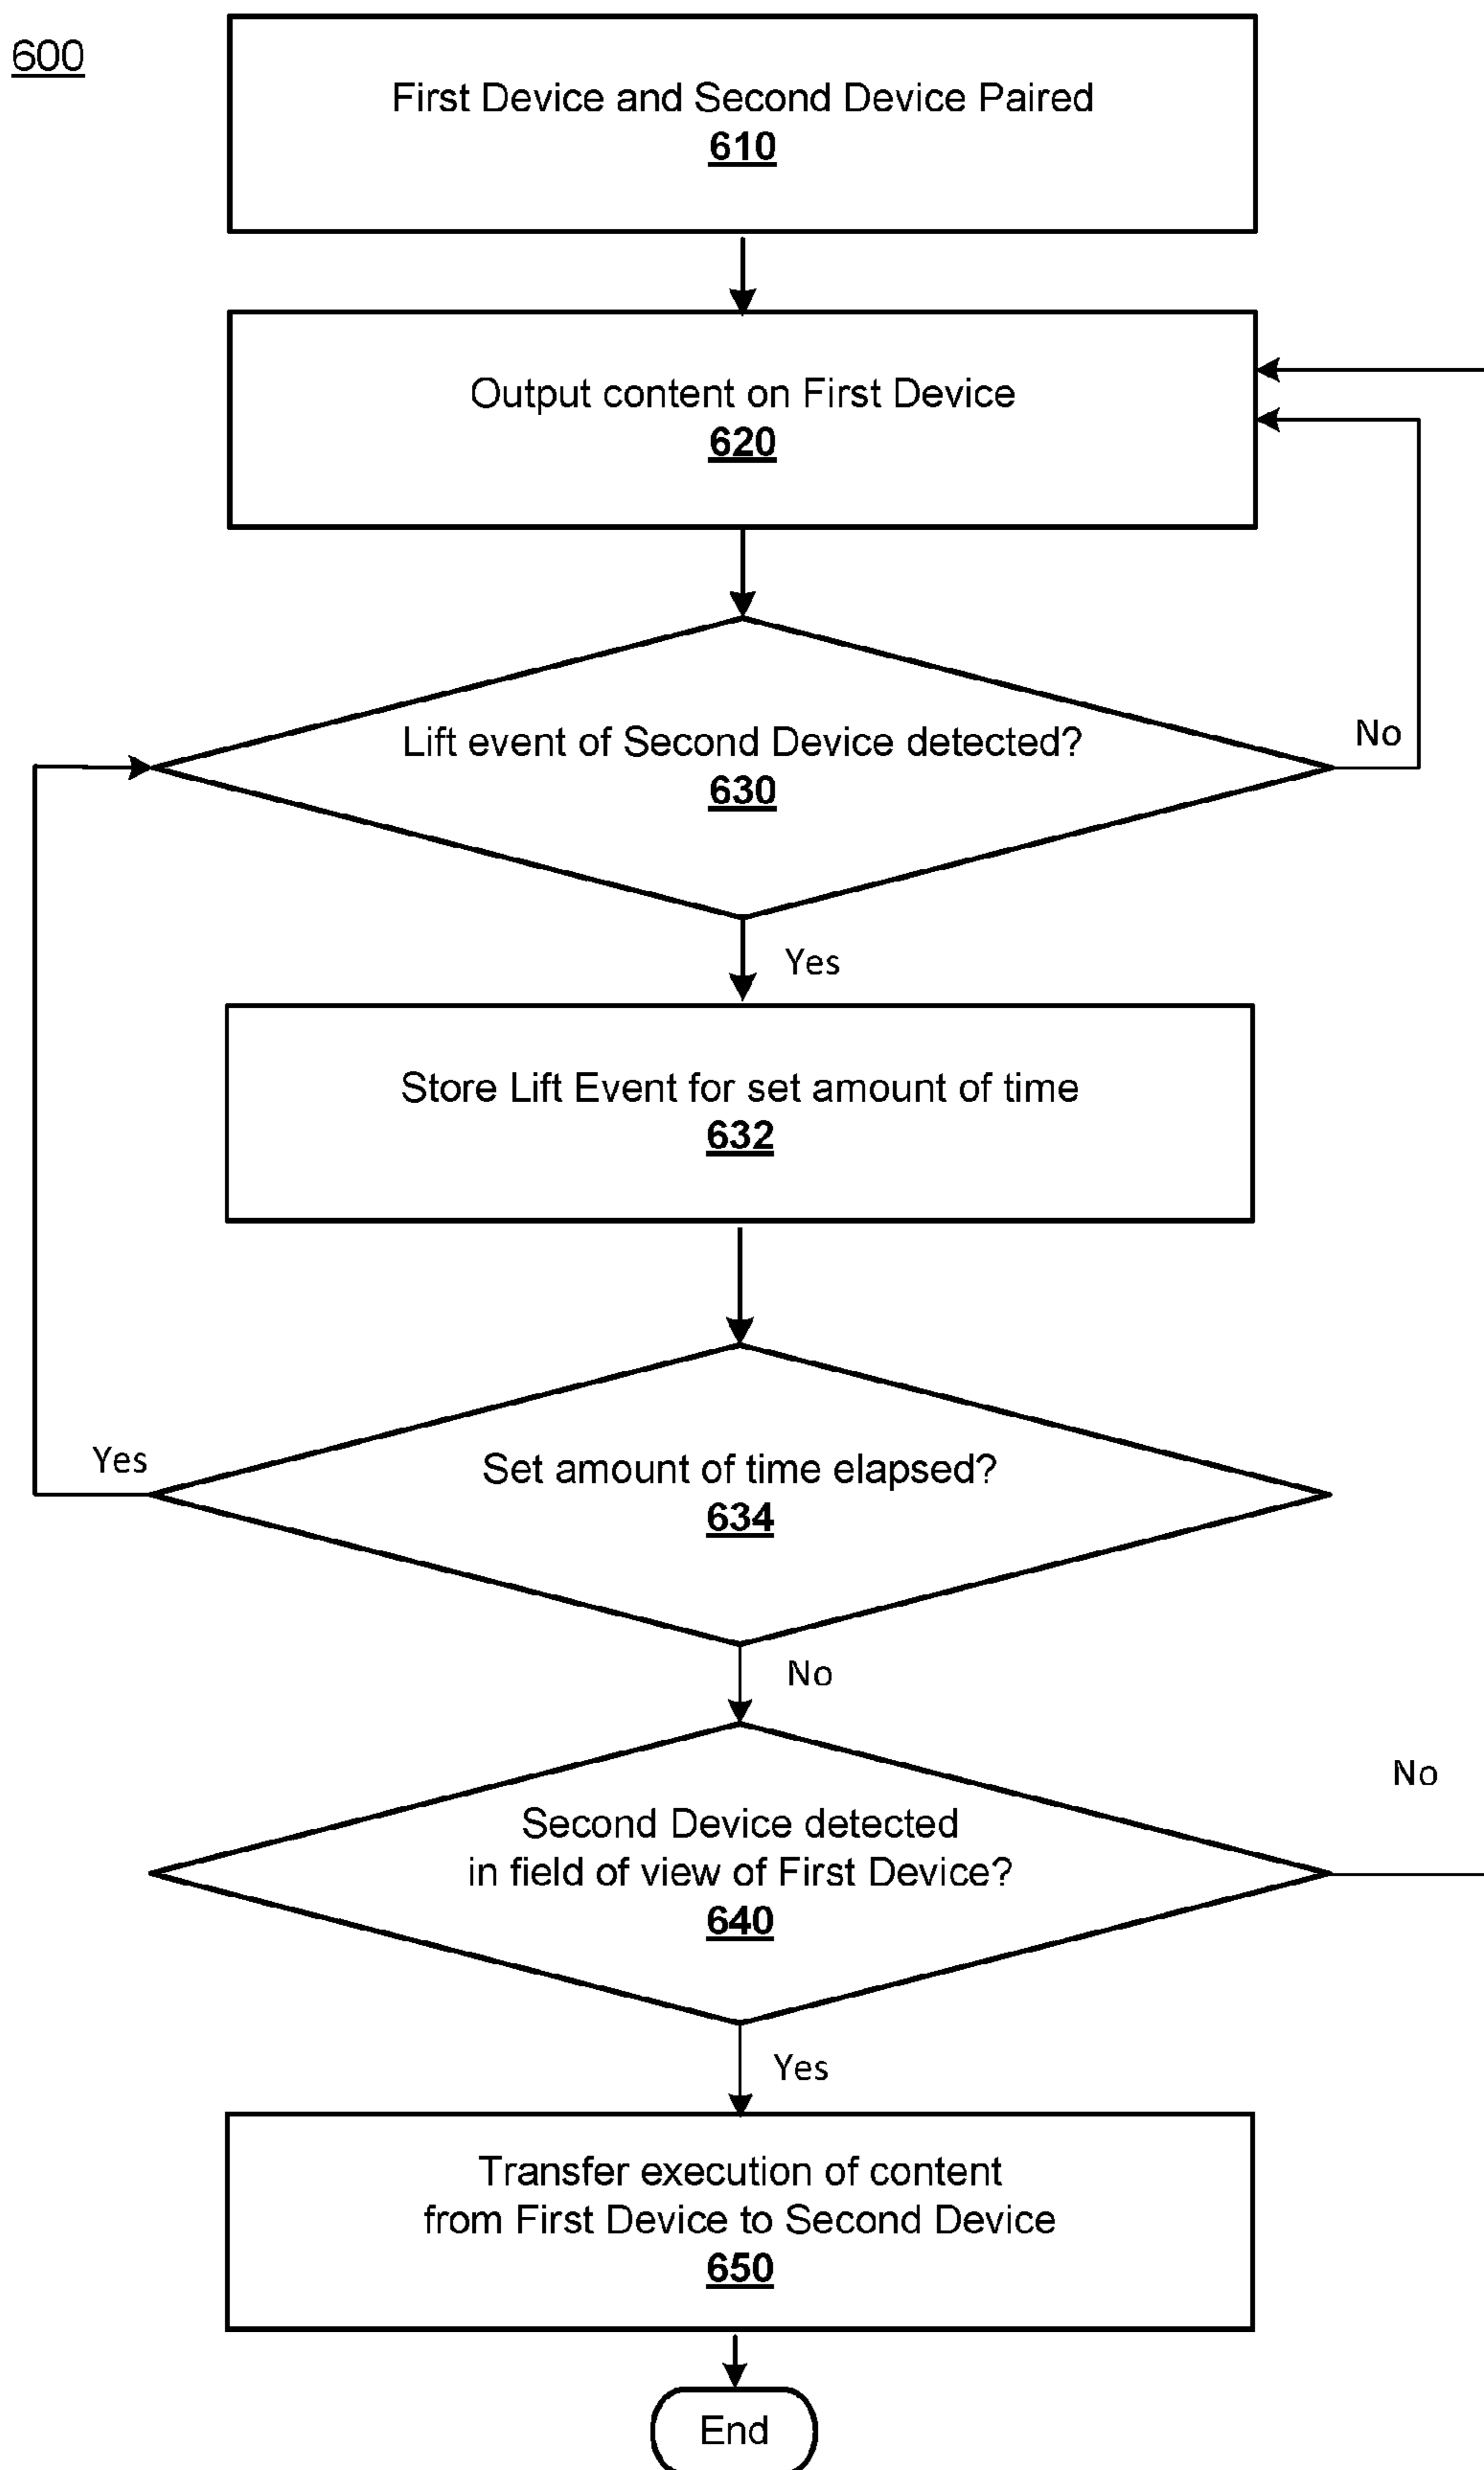 600
First Device and Second Device Paired
610
Output content on First Device
620
Lift event of Second Device detected?
630
No
Yes
Store Lift Event for set amount of time
632
Set amount of time elapsed?
634
Yes
No
Second Device detected
in field of view of First Device?
640
No
Yes
Transfer execution of content
from First Device to Second Device
650
End